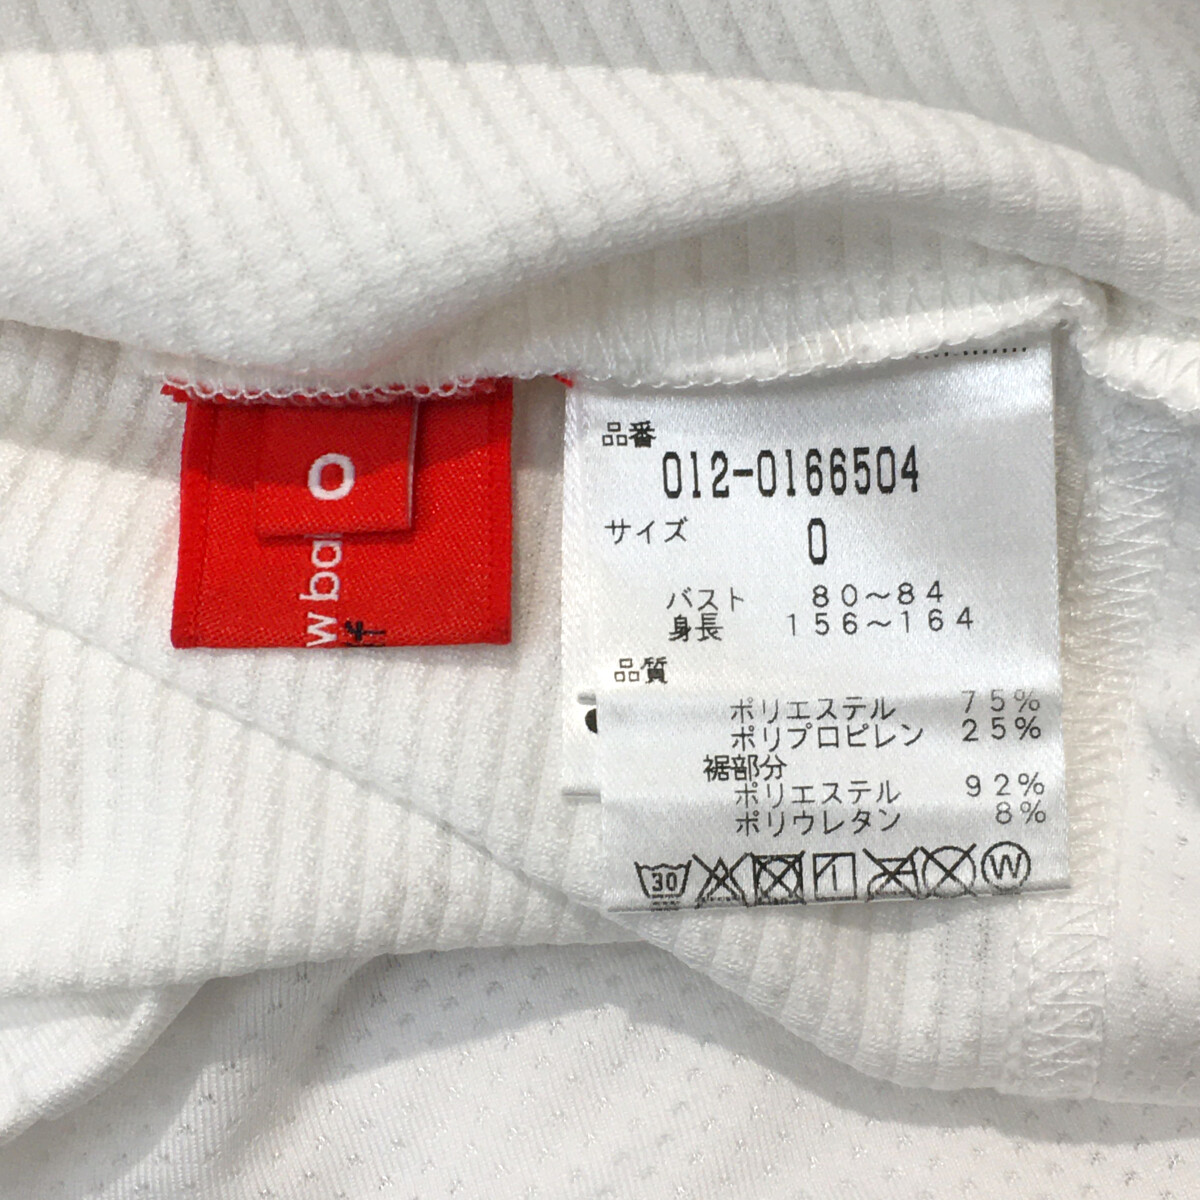 O
w ba
f
品番
012-0166504
サイズ 0
バスト 80～84
身長 156～164
品質
ポリエステル 75%
ポリプロピレン 25%
裾部分
ポリエステル 92%
ポリウレタン 8%
30
W